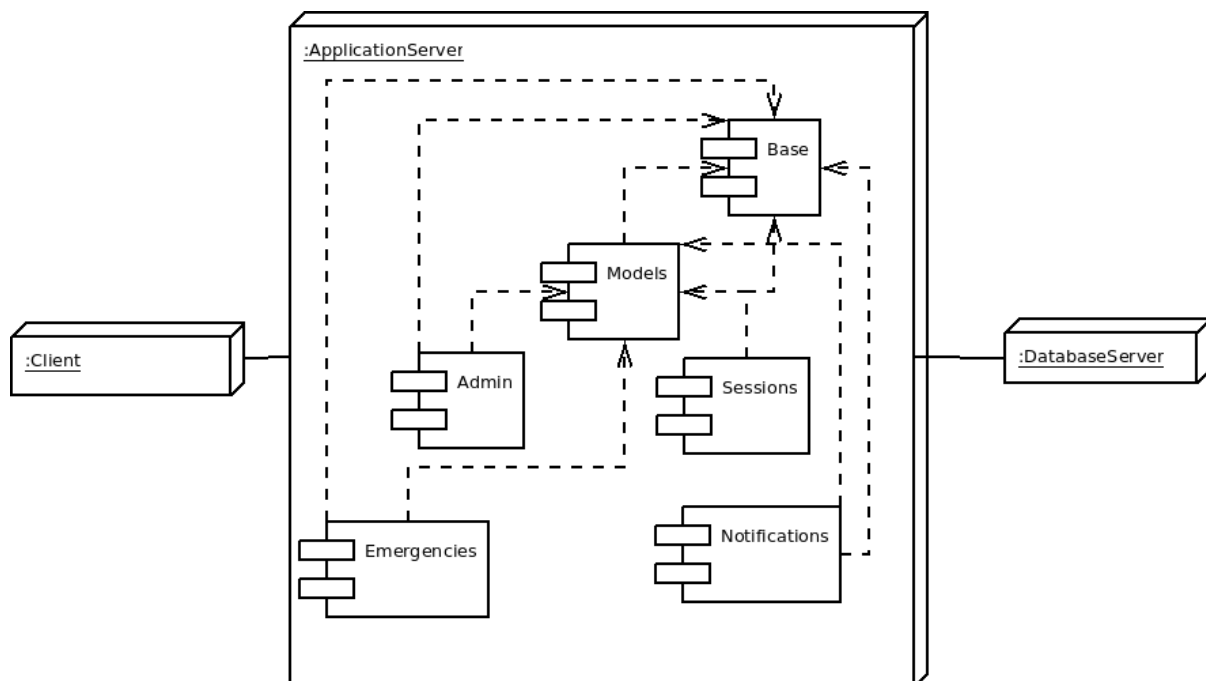 :ApplicationServer
Base
Models
:Client
:DatabaseServer
Admin
Sessions
Notifications
Emergencies